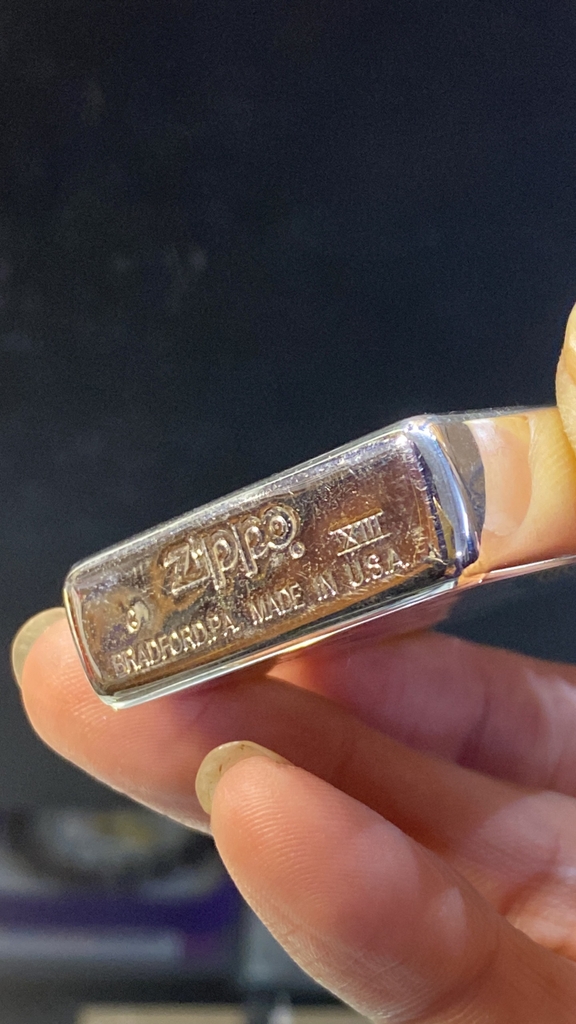 Zippo. XIII
G
BRADFORD,PA. MADE IN U.S.A.